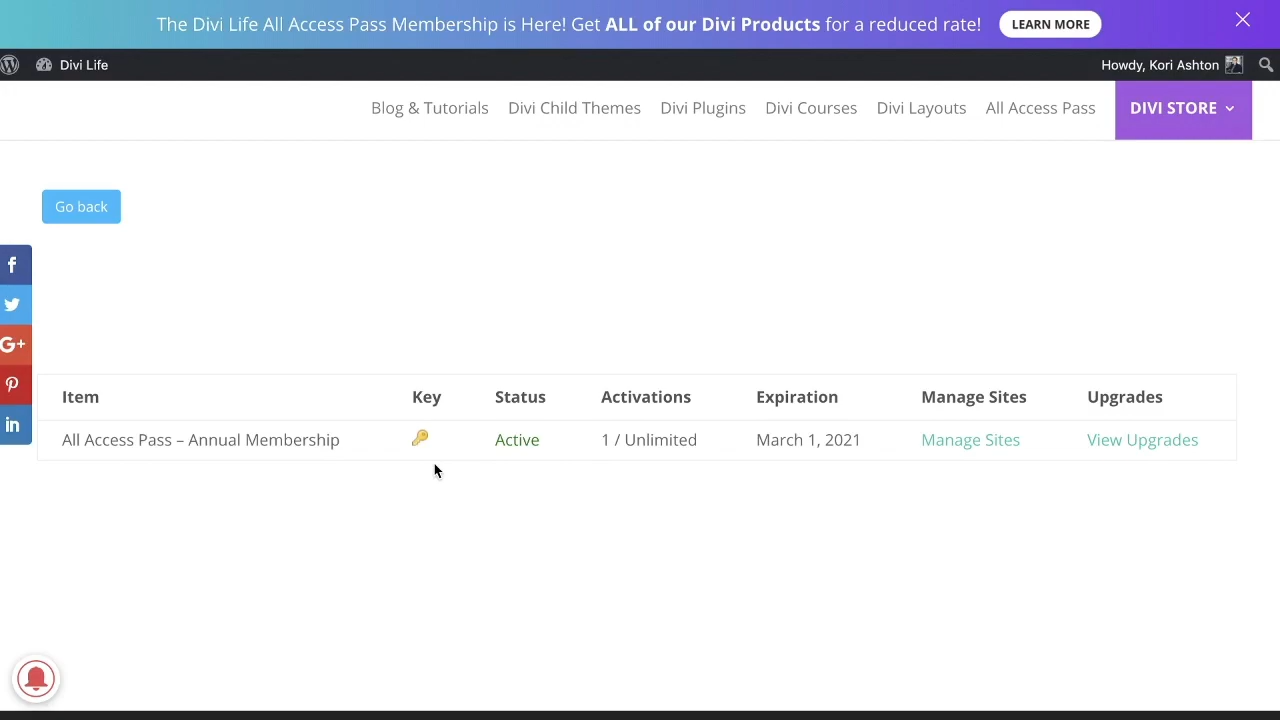 The Divi Life All Access Pass Membership is Here! Get ALL of our Divi Products for a reduced rate! LEARN MORE
Divi Life Howdy, Kori Ashton
Blog & Tutorials Divi Child Themes Divi Plugins Divi Courses Divi Layouts All Access Pass DIVI STORE
Go back
Item Key Status Activations Expiration Manage Sites Upgrades
All Access Pass – Annual Membership Active 1 / Unlimited March 1, 2021 Manage Sites View Upgrades